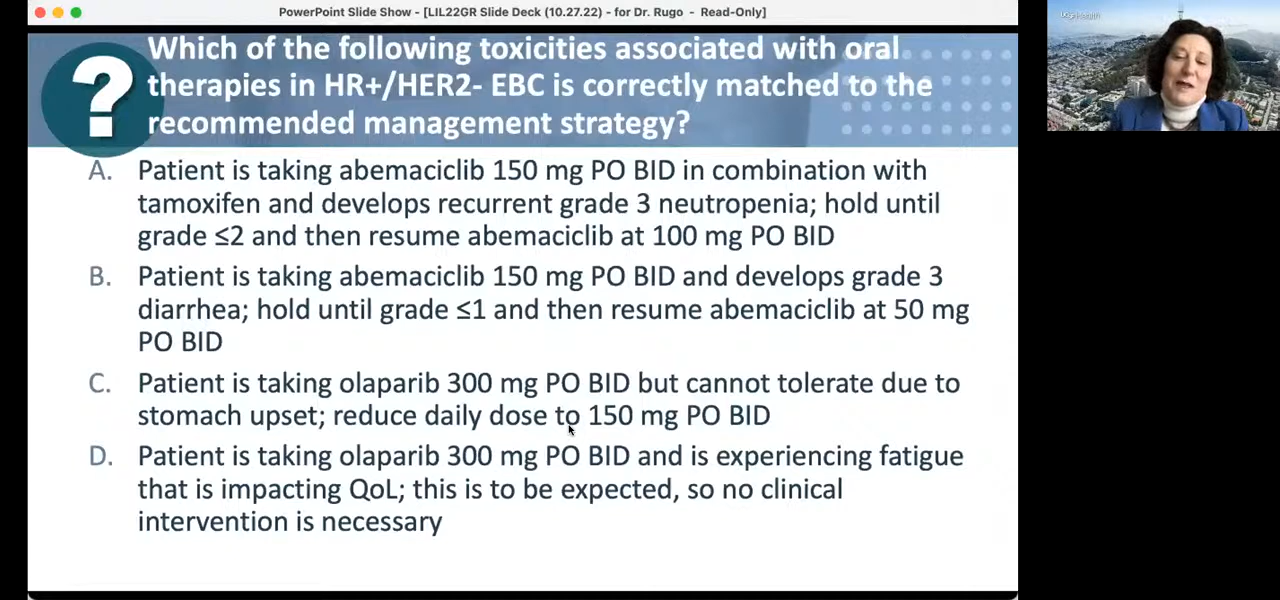 PowerPoint Slide Show - [LIL22GR Slide Deck (10.27.22) - for Dr. Rugo - Read-Only]
?
Which of the following toxicities associated with oral
therapies in HR+/HER2- EBC is correctly matched to the
recommended management strategy?
A. Patient is taking abemaciclib 150 mg PO BID in combination with
tamoxifen and develops recurrent grade 3 neutropenia; hold until
grade ≤2 and then resume abemaciclib at 100 mg PO BID
B. Patient is taking abemaciclib 150 mg PO BID and develops grade 3
diarrhea; hold until grade ≤1 and then resume abemaciclib at 50 mg
PO BID
C. Patient is taking olaparib 300 mg PO BID but cannot tolerate due to
stomach upset; reduce daily dose to 150 mg PO BID
D. Patient is taking olaparib 300 mg PO BID and is experiencing fatigue
that is impacting QoL; this is to be expected, so no clinical
intervention is necessary